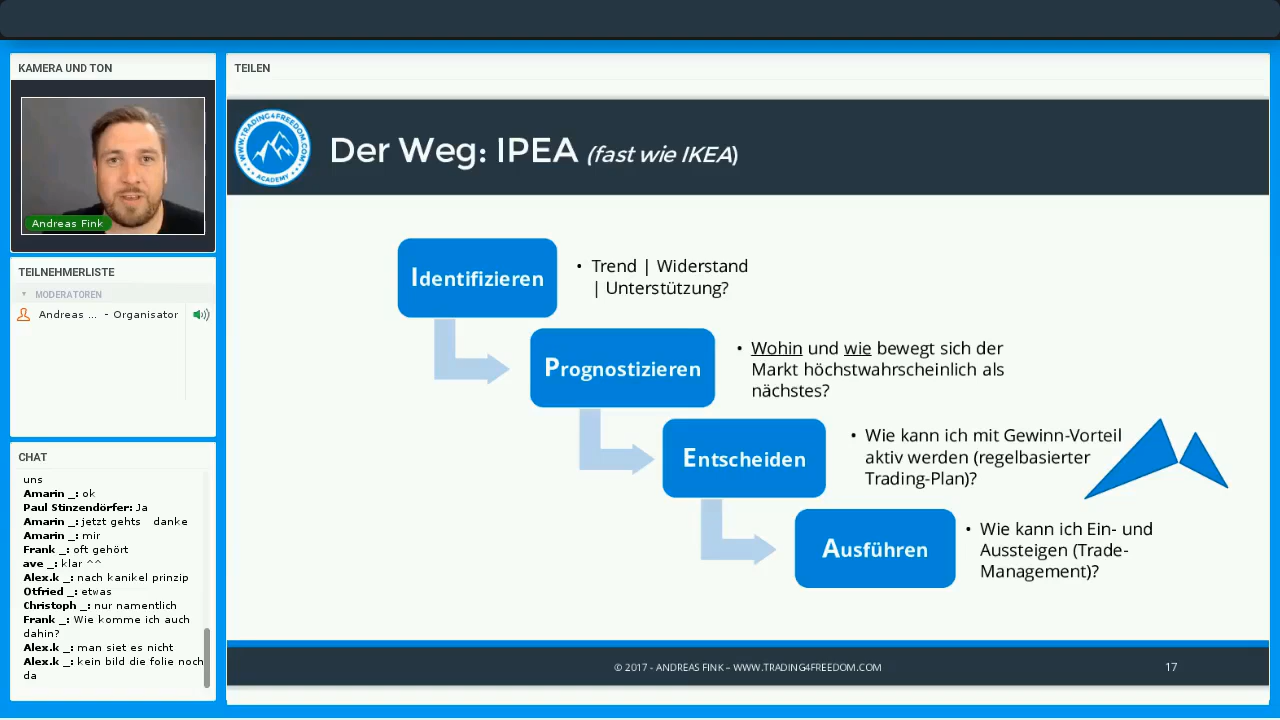 KAMERA UND TON
Andreas Fink
TEILNEHMERLISTE
MODERATOREN
Andreas ... - Organisator
CHAT
uns
Amarin _: ok
Paul Stinzendörfer: Ja
Amarin _: jetzt gehts danke
Amarin _: mir
Frank _: oft gehört
ave _: klar ^^
Alex.k _: nach kanikel prinzip
Otfried _: etwas
Christoph _: nur namentlich
Frank _: Wie komme ich auch
dahin?
Alex.k _: man siet es nicht
Alex.k _: kein bild die folie noch
da
TEILEN
WWW.TRADING4FREEDOM.COM
ACADEMY
Der Weg: IPEA (fast wie IKEA)
Identifizieren
• Trend | Widerstand
| Unterstützung?
Prognostizieren
• Wohin und wie bewegt sich der
Markt höchstwahrscheinlich als
nächstes?
Entscheiden
• Wie kann ich mit Gewinn-Vorteil
aktiv werden (regelbasierter
Trading-Plan)?
Ausführen
• Wie kann ich Ein- und
Aussteigen (Trade-
Management)?
© 2017 - ANDREAS FINK – WWW.TRADING4FREEDOM.COM
17